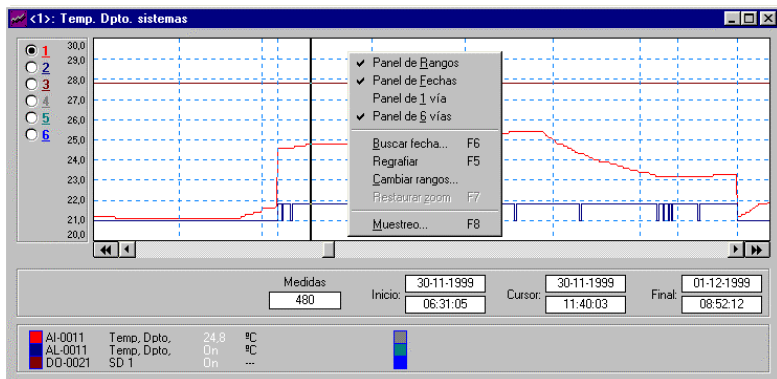 <1>: Temp. Dpto. sistemas
1
2
3
4
5
6
30,0
29,0
28,0
27,0
26,0
25,0
24,0
23,0
22,0
21,0
20,0
Panel de Rangos
Panel de Fechas
Panel de 1 vía
Panel de 6 vías
Buscar fecha... F6
Regrafiar F5
Cambiar rangos...
Restaurar zoom F7
Muestreo... F8
Medidas
480
Inicio: 30-11-1999 06:31:05
Cursor: 30-11-1999 11:40:03
Final: 01-12-1999 08:52:12
AI-0011 Temp, Dpto, 24,8 ºC
AL-0011 Temp, Dpto, On ºC
DO-0021 SD 1 On ---